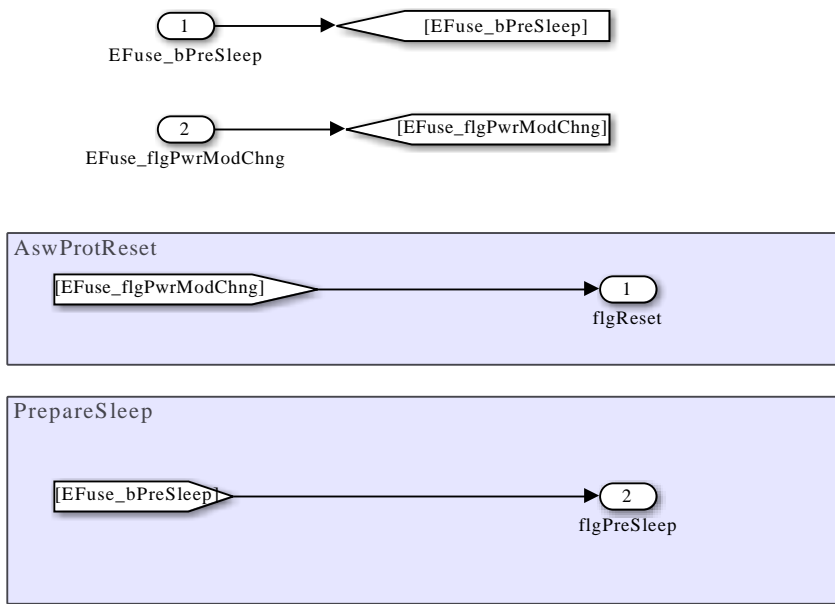 1
[EFuse_bPreSleep]
EFuse_bPreSleep
2
[EFuse_flgPwrModChng]
EFuse_flgPwrModChng
AswProtReset
[EFuse_flgPwrModChng]
1
flgReset
PrepareSleep
[EFuse_bPreSleep]
2
flgPreSleep